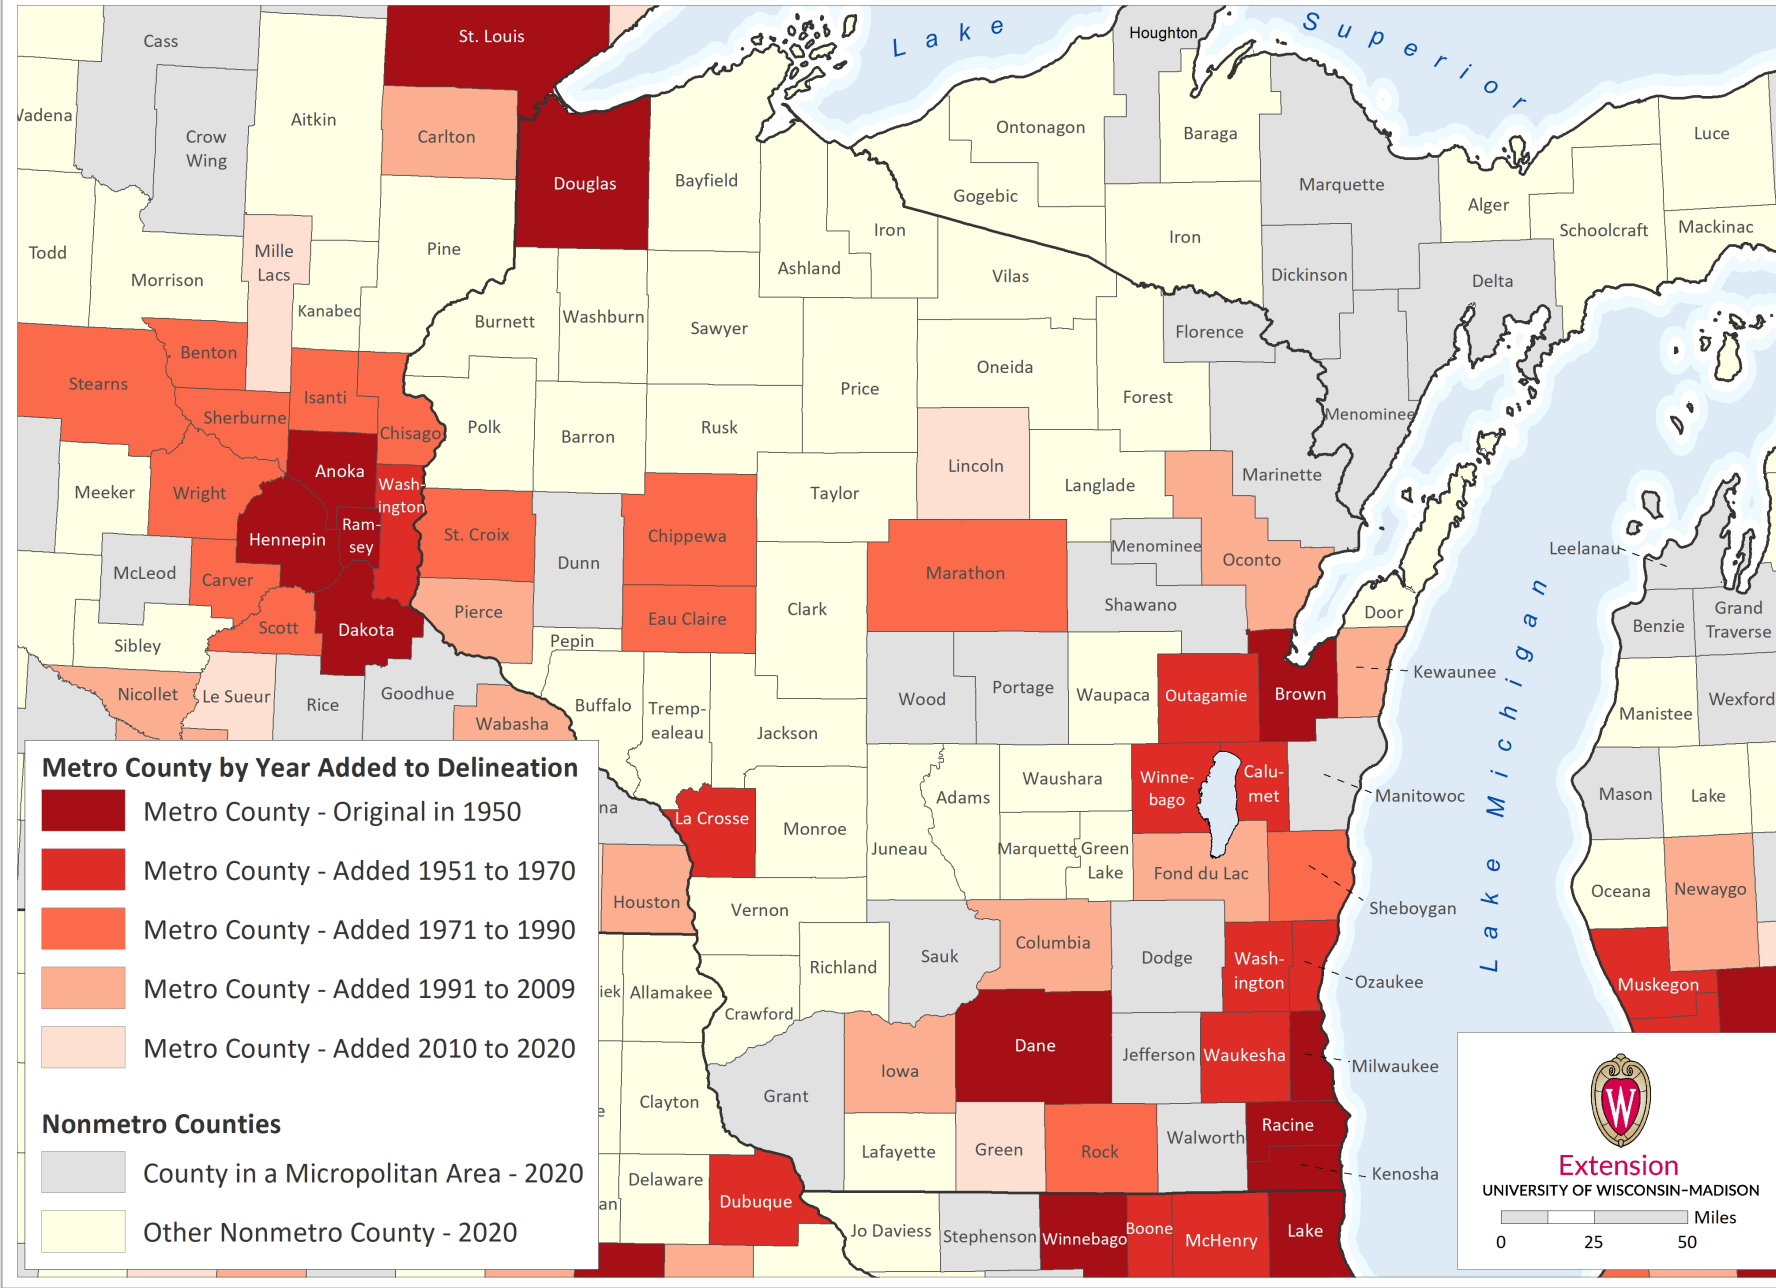 Cass
St. Louis
Lake Superior
Houghton
Wadena
Crow
Wing
Aitkin
Carlton
Douglas
Bayfield
Ontonagon
Baraga
Luce
Marquette
Gogebic
Alger
Todd
Morrison
Mille
Lacs
Pine
Ashland
Iron
Vilas
Iron
Dickinson
Schoolcraft
Mackinac
Delta
Kanabec
Burnett
Washburn
Sawyer
Florence
Benton
Stearns
Isanti
Sherburne
Chisago
Polk
Barron
Rusk
Price
Oneida
Forest
Menominee
Meeker
Wright
Anoka
Wash-
ington
Hennepin
Ram-
sey
Taylor
Lincoln
Langlade
Marinette
McLeod
Carver
St. Croix
Dunn
Chippewa
Marathon
Menominee
Oconto
Leelanau
Scott
Dakota
Pierce
Eau Claire
Clark
Shawano
Door
Benzie
Grand
Traverse
Sibley
Pepin
Nicollet
Le Sueur
Rice
Goodhue
Wabasha
Buffalo
Tremp-
ealeau
Jackson
Wood
Portage
Waupaca
Outagamie
Brown
Kewaunee
Manistee
Wexford
Lake Michigan
na
La Crosse
Monroe
Juneau
Adams
Waushara
Winne-
bago
Calu-
met
Manitowoc
Mason
Lake
Marquette
Green
Lake
Houston
Vernon
Fond du Lac
Sheboygan
Oceana
Newaygo
iek
Allamakee
Crawford
Richland
Sauk
Columbia
Dodge
Wash-
ington
Ozaukee
Muskegon
Clayton
Grant
Iowa
Dane
Jefferson
Waukesha
Milwaukee
e
Delaware
an
Dubuque
Lafayette
Green
Rock
Walworth
Racine
Kenosha
Jo Daviess
Stephenson
Winnebago
Boone
McHenry
Lake
Metro County by Year Added to Delineation
Metro County - Original in 1950
Metro County - Added 1951 to 1970
Metro County - Added 1971 to 1990
Metro County - Added 1991 to 2009
Metro County - Added 2010 to 2020
Nonmetro Counties
County in a Micropolitan Area - 2020
Other Nonmetro County - 2020
W
Extension
UNIVERSITY OF WISCONSIN–MADISON
Miles
0 25 50